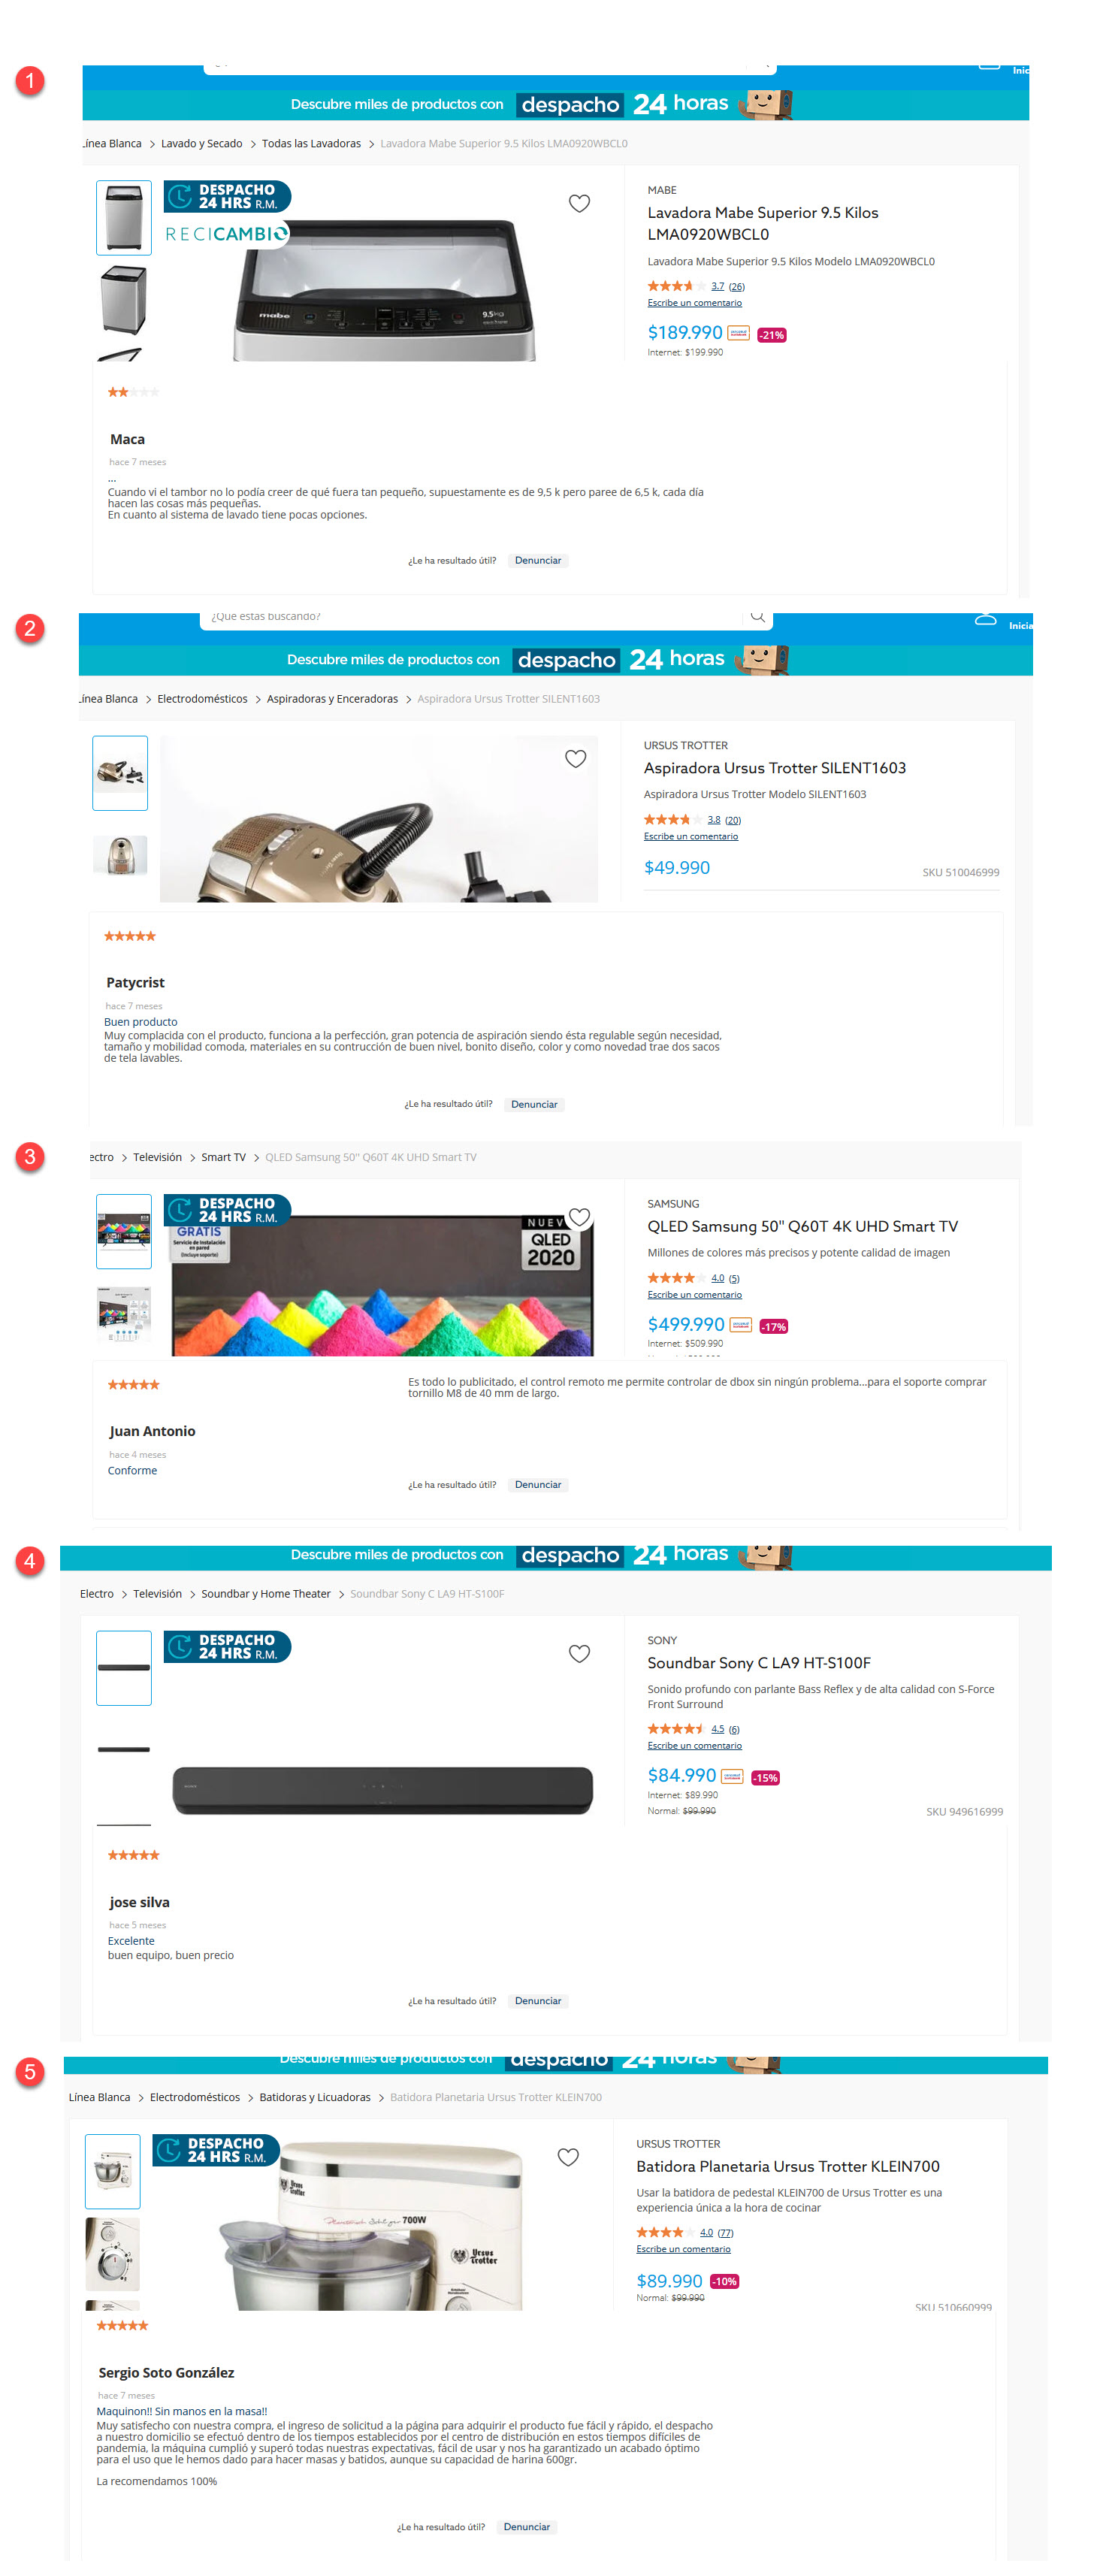 1
Inic
Descubre miles de productos con despacho 24 horas
Línea Blanca > Lavado y Secado > Todas las Lavadoras > Lavadora Mabe Superior 9.5 Kilos LMA0920WBCL0
DESPACHO
24 HRS R.M.
RECICAMBIO
mabe
9.5kg
MABE
Lavadora Mabe Superior 9.5 Kilos
LMA0920WBCL0
Lavadora Mabe Superior 9.5 Kilos Modelo LMA0920WBCL0
3.7 (26)
Escribe un comentario
$189.990 -21%
Internet: $199.990
Maca
hace 7 meses
...
Cuando vi el tambor no lo podía creer de qué fuera tan pequeño, supuestamente es de 9,5 k pero paree de 6,5 k, cada día
hacen las cosas más pequeñas.
En cuanto al sistema de lavado tiene pocas opciones.
¿Le ha resultado útil? Denunciar
2
¿Que estas buscando?
Inicia
Descubre miles de productos con despacho 24 horas
Línea Blanca > Electrodomésticos > Aspiradoras y Enceradoras > Aspiradora Ursus Trotter SILENT1603
URSUS TROTTER
Aspiradora Ursus Trotter SILENT1603
Aspiradora Ursus Trotter Modelo SILENT1603
3.8 (20)
Escribe un comentario
$49.990
SKU 510046999
Patycrist
hace 7 meses
Buen producto
Muy complacida con el producto, funciona a la perfección, gran potencia de aspiración siendo ésta regulable según necesidad,
tamaño y mobilidad comoda, materiales en su contrucción de buen nivel, bonito diseño, color y como novedad trae dos sacos
de tela lavables.
¿Le ha resultado útil? Denunciar
3
ectro > Televisión > Smart TV > QLED Samsung 50" Q60T 4K UHD Smart TV
DESPACHO
24 HRS R.M.
GRATIS
Servicio de instalación
en pared
(Incluye soporte)
NUEV
QLED
2020
SAMSUNG
QLED Samsung 50" Q60T 4K UHD Smart TV
Millones de colores más precisos y potente calidad de imagen
4.0 (5)
Escribe un comentario
$499.990 -17%
Internet: $509.990
Es todo lo publicitado, el control remoto me permite controlar de dbox sin ningún problema...para el soporte comprar
tornillo M8 de 40 mm de largo.
Juan Antonio
hace 4 meses
Conforme
¿Le ha resultado útil? Denunciar
4
Descubre miles de productos con despacho 24 horas
Electro > Televisión > Soundbar y Home Theater > Soundbar Sony C LA9 HT-S100F
DESPACHO
24 HRS R.M.
SONY
Soundbar Sony C LA9 HT-S100F
Sonido profundo con parlante Bass Reflex y de alta calidad con S-Force
Front Surround
4.5 (6)
Escribe un comentario
$84.990 -15%
Internet: $89.990
Normal: $99.990
SKU 949616999
jose silva
hace 5 meses
Excelente
buen equipo, buen precio
¿Le ha resultado útil? Denunciar
5
Descubre miles de productos con despacho 24 horas
Línea Blanca > Electrodomésticos > Batidoras y Licuadoras > Batidora Planetaria Ursus Trotter KLEIN700
DESPACHO
24 HRS R.M.
Ursus
Trotter
700W
Ursus
Trotter
URSUS TROTTER
Batidora Planetaria Ursus Trotter KLEIN700
Usar la batidora de pedestal KLEIN700 de Ursus Trotter es una
experiencia única a la hora de cocinar
4.0 (77)
Escribe un comentario
$89.990 -10%
Normal: $99.990
SKU 510660999
Sergio Soto González
hace 7 meses
Maquinon!! Sin manos en la masa!!
Muy satisfecho con nuestra compra, el ingreso de solicitud a la página para adquirir el producto fue fácil y rápido, el despacho
a nuestro domicilio se efectuó dentro de los tiempos establecidos por el centro de distribución en estos tiempos difíciles de
pandemia, la máquina cumplió y superó todas nuestras expectativas, fácil de usar y nos ha garantizado un acabado óptimo
para el uso que le hemos dado para hacer masas y batidos, aunque su capacidad de harina 600gr.
La recomendamos 100%
¿Le ha resultado útil? Denunciar